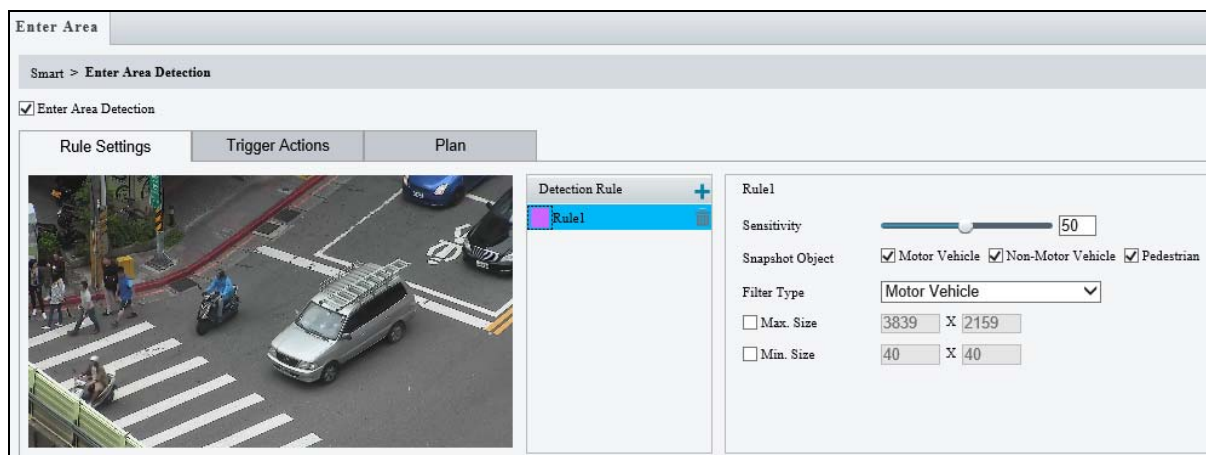 Enter Area
Smart > Enter Area Detection
Enter Area Detection
Rule Settings Trigger Actions Plan
Detection Rule +
Rule1
Rule1
Sensitivity 50
Snapshot Object Motor Vehicle Non-Motor Vehicle Pedestrian
Filter Type Motor Vehicle
Max. Size 3839 X 2159
Min. Size 40 X 40